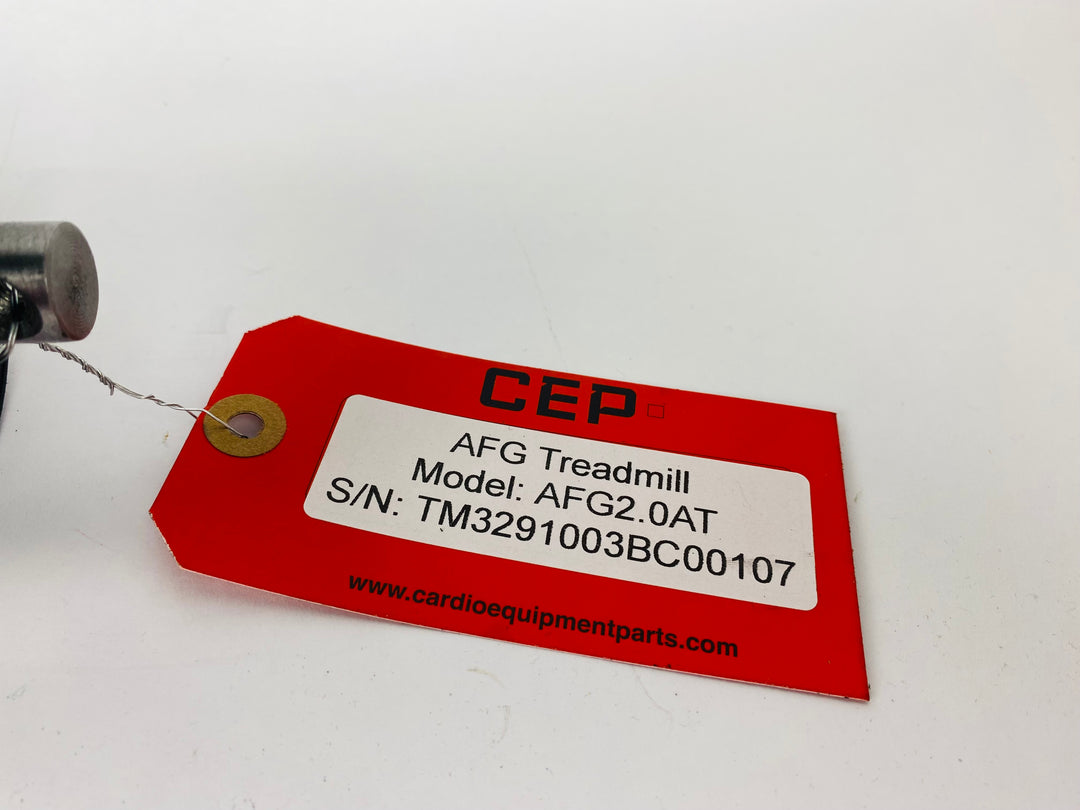 CEP
AFG Treadmill
Model: AFG2.0AT
S/N: TM3291003BC00107
www.cardioequipmentparts.com